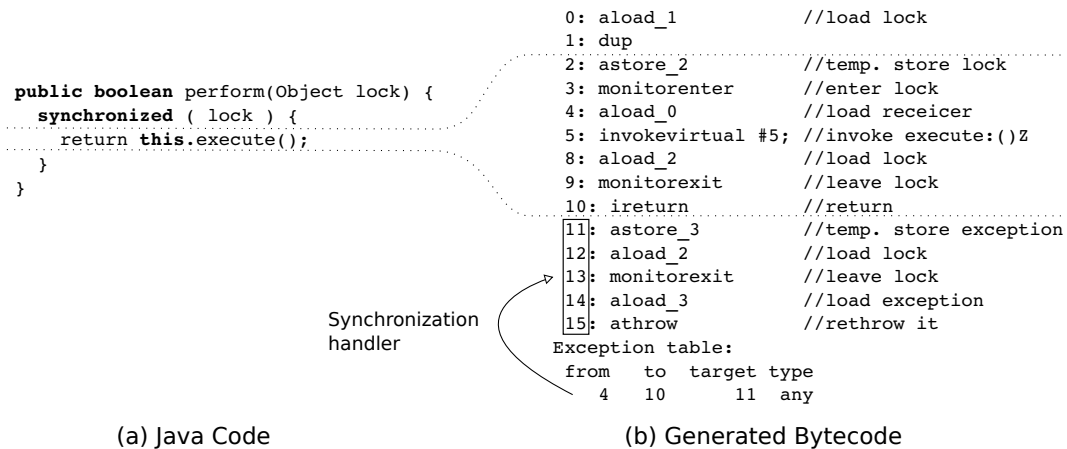 public boolean perform(Object lock) {
synchronized ( lock ) {
return this.execute();
}
}
0: aload_1 //load lock
1: dup
2: astore_2 //temp. store lock
3: monitorenter //enter lock
4: aload_0 //load receicer
5: invokevirtual #5; //invoke execute:()Z
8: aload_2 //load lock
9: monitorexit //leave lock
10: ireturn //return
11: astore_3 //temp. store exception
12: aload_2 //load lock
13: monitorexit //leave lock
14: aload_3 //load exception
15: athrow //rethrow it
Exception table:
from to target type
4 10 11 any
Synchronization
handler
(a) Java Code
(b) Generated Bytecode